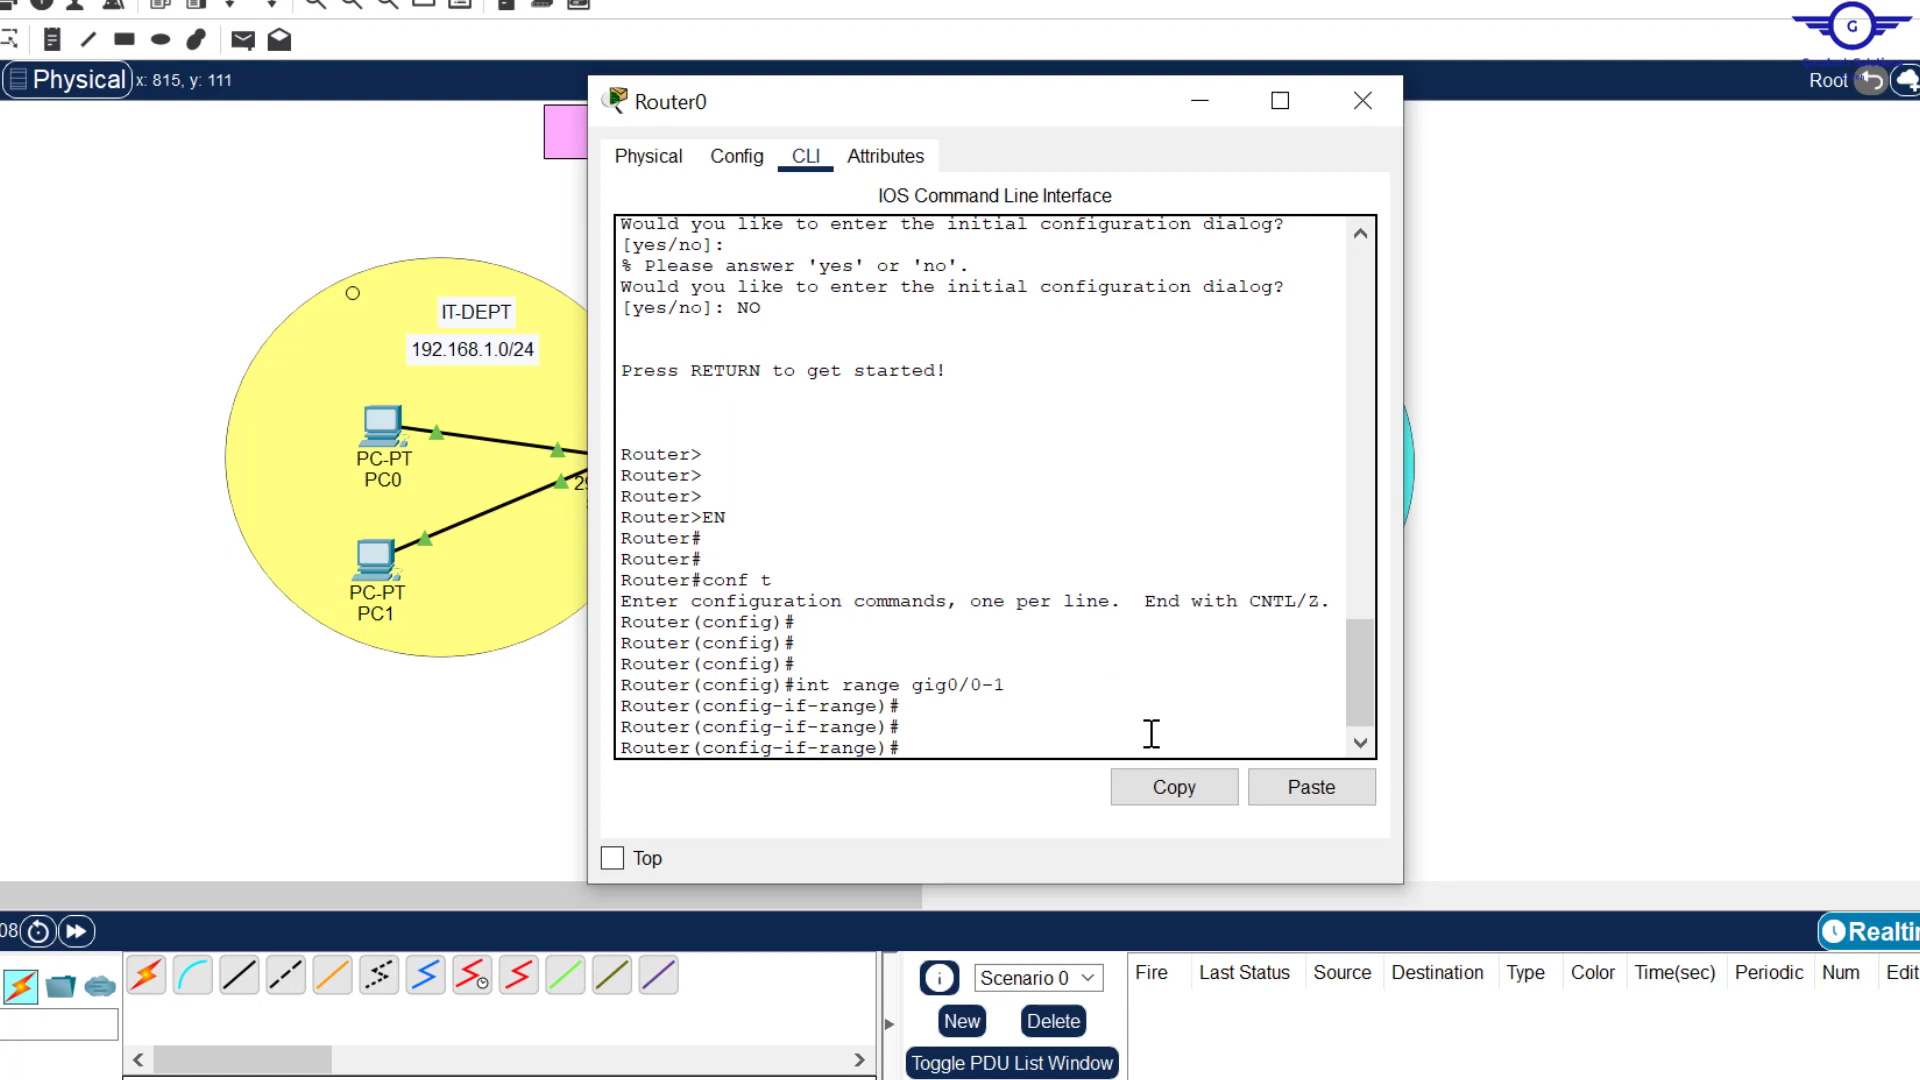 G
Physical x: 815, y: 111
Root
Router0
Physical Config CLI Attributes
IOS Command Line Interface
Would you like to enter the initial configuration dialog?
[yes/no]:
% Please answer 'yes' or 'no'.
Would you like to enter the initial configuration dialog?
[yes/no]: NO
Press RETURN to get started!
Router>
Router>
Router>
Router>EN
Router#
Router#
Router#conf t
Enter configuration commands, one per line.  End with CNTL/Z.
Router(config)#
Router(config)#
Router(config)#
Router(config)#int range gig0/0-1
Router(config-if-range)#
Router(config-if-range)#
Router(config-if-range)#
Copy Paste
Top
IT-DEPT
192.168.1.0/24
PC-PT
PC0
29
PC-PT
PC1
08
Realti
Scenario 0
New Delete
Toggle PDU List Window
Fire Last Status Source Destination Type Color Time(sec) Periodic Num Edit